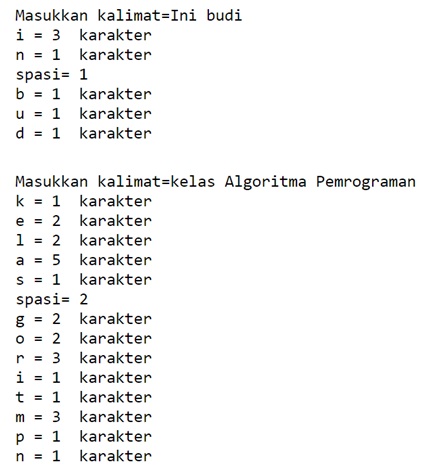 Masukkan kalimat=Ini budi
i = 3  karakter
n = 1  karakter
spasi= 1
b = 1  karakter
u = 1  karakter
d = 1  karakter
Masukkan kalimat=kelas Algoritma Pemrograman
k = 1  karakter
e = 2  karakter
l = 2  karakter
a = 5  karakter
s = 1  karakter
spasi= 2
g = 2  karakter
o = 2  karakter
r = 3  karakter
i = 1  karakter
t = 1  karakter
m = 3  karakter
p = 1  karakter
n = 1  karakter